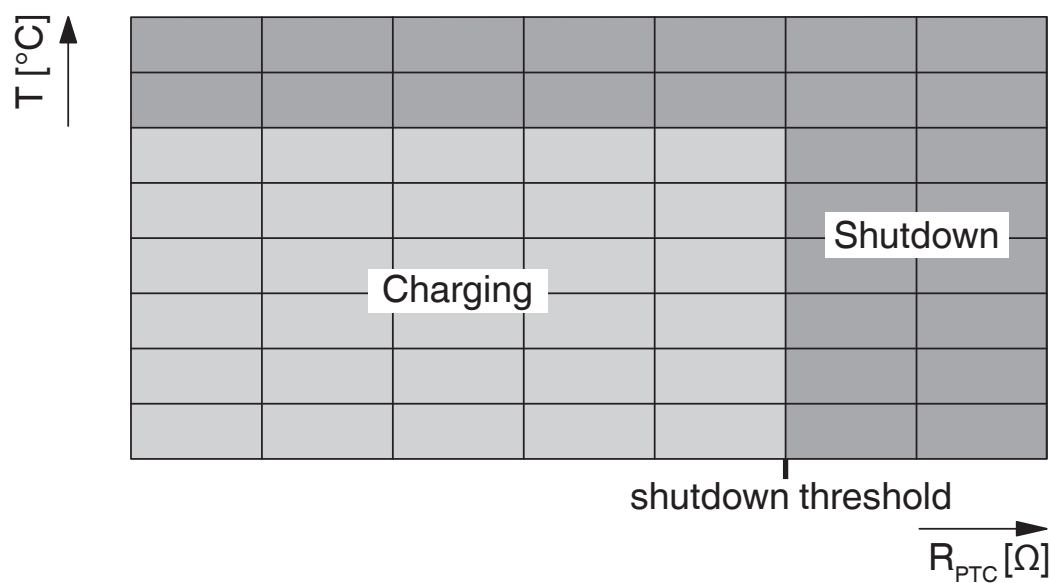 T [°C]
Shutdown
Charging
shutdown threshold
R_PTC [Ω]